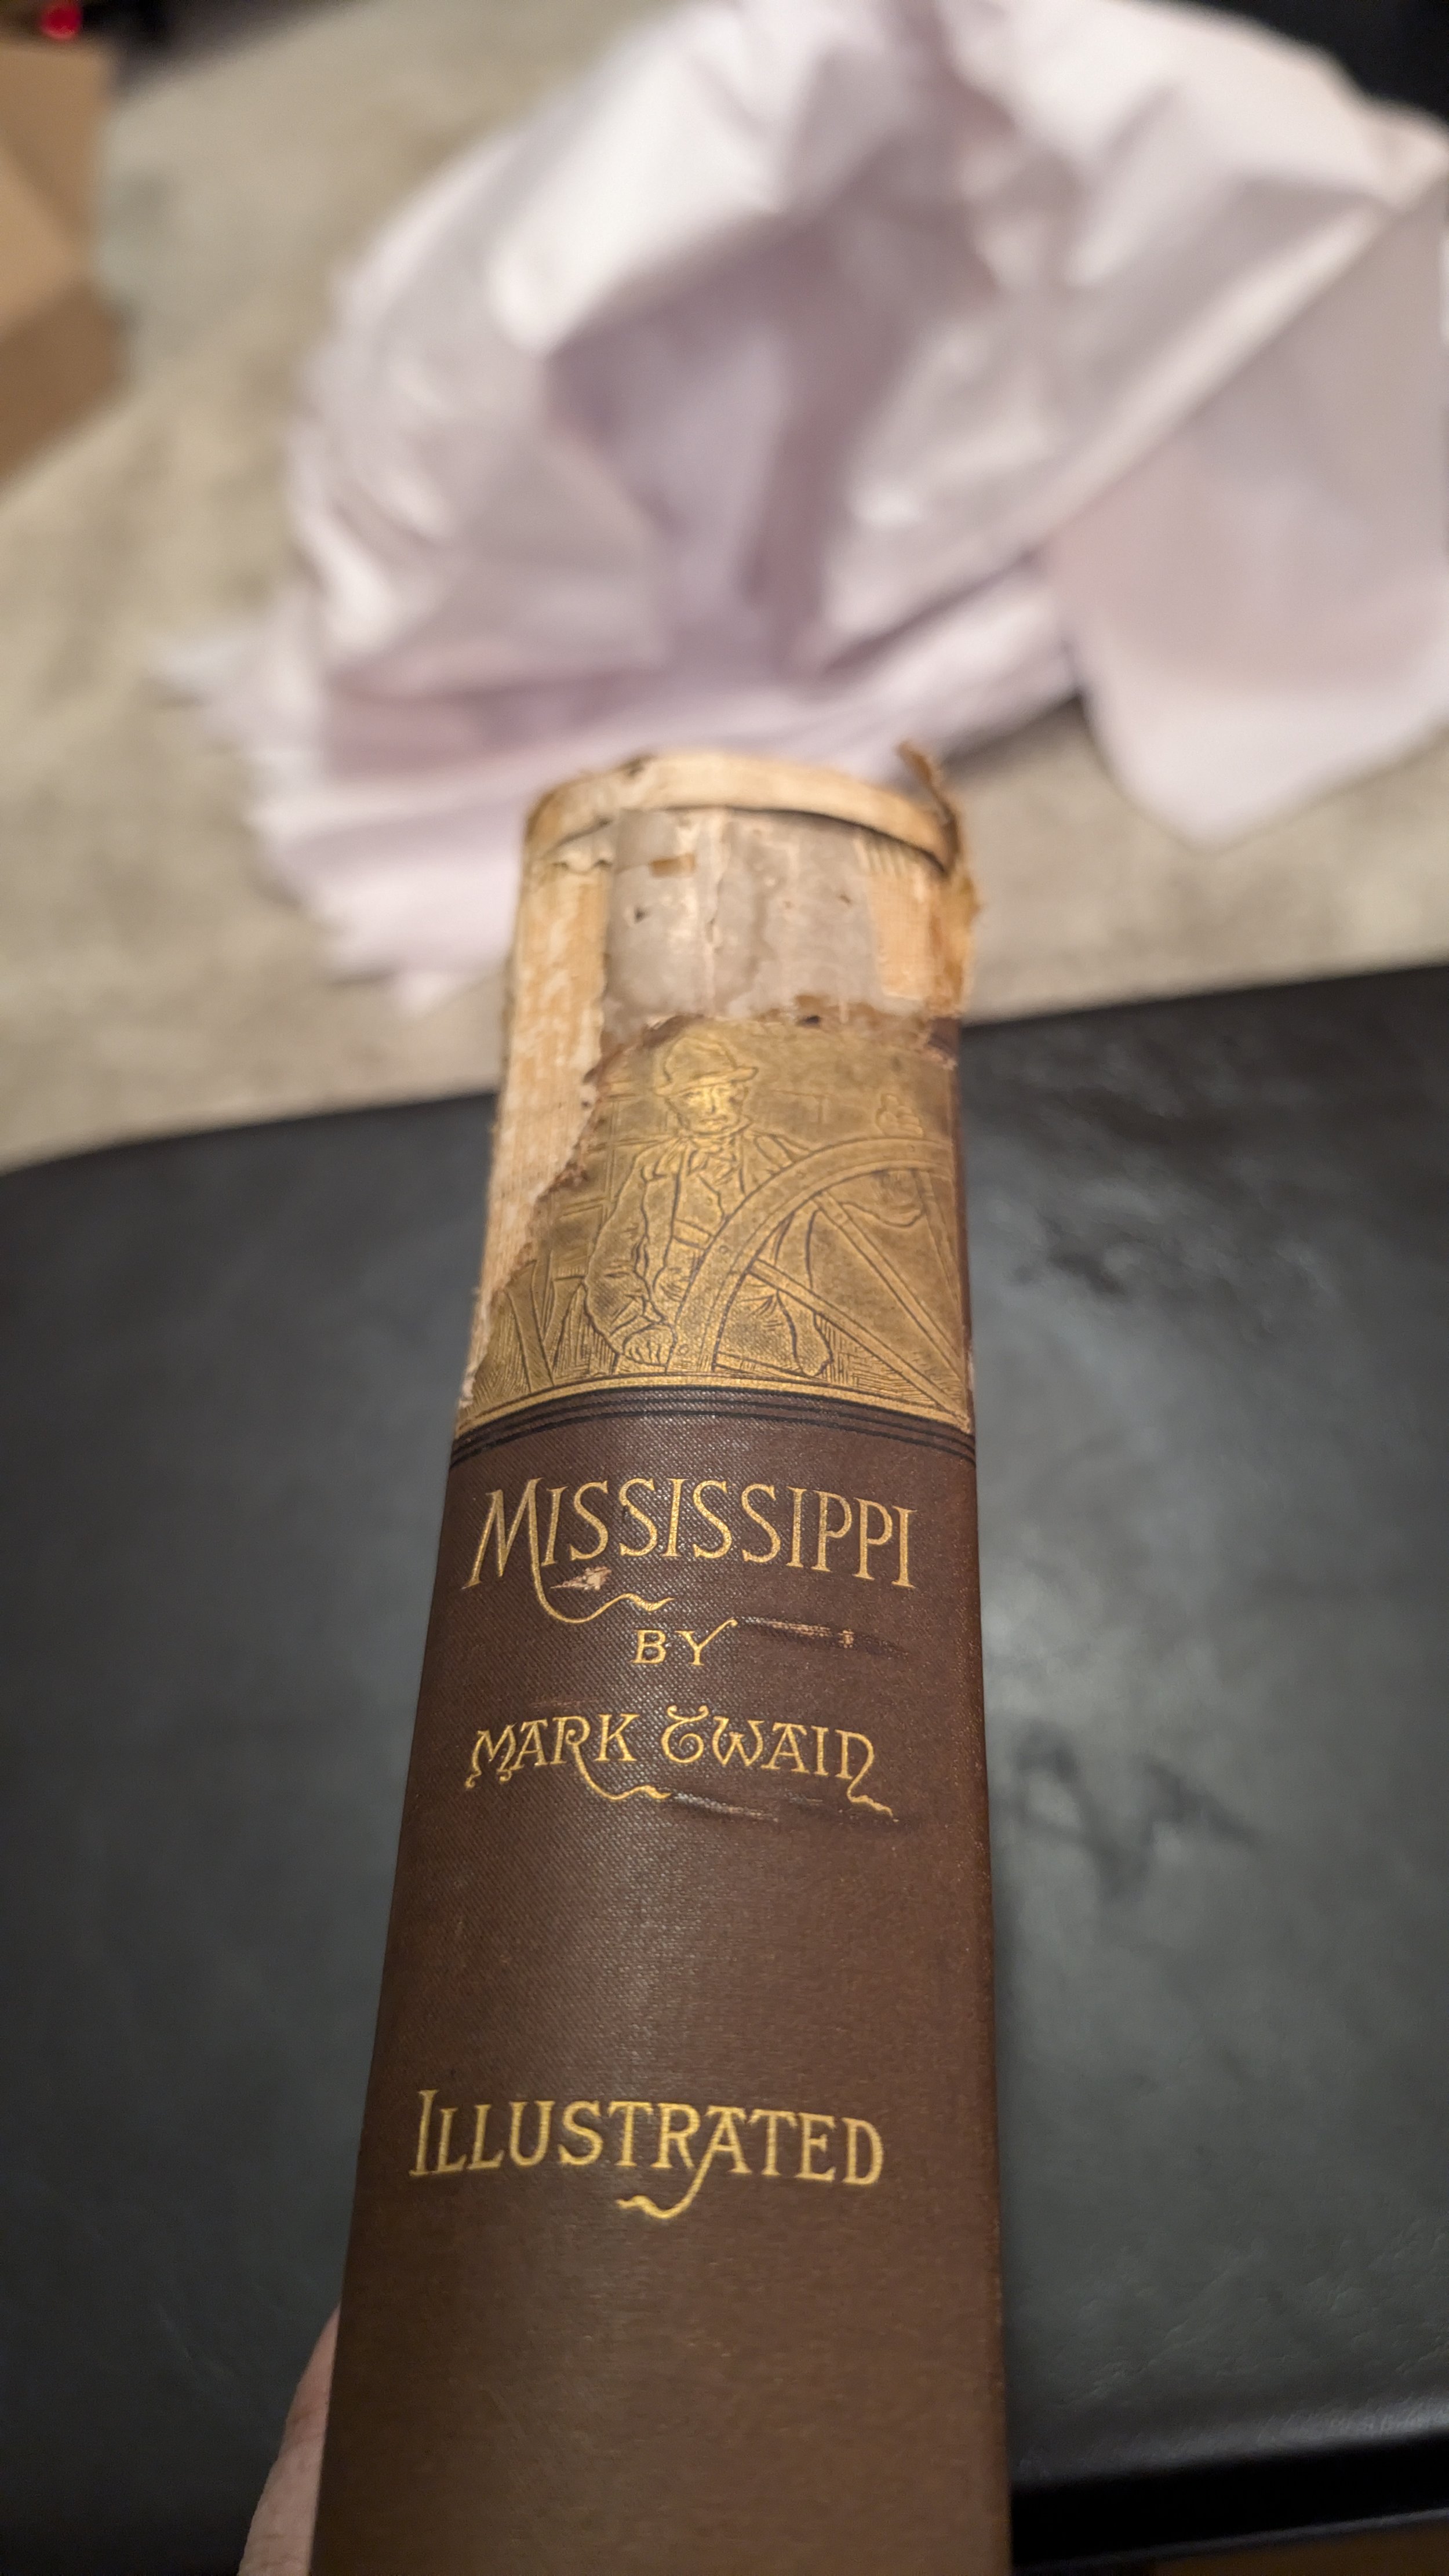 MISSISSIPPI
BY
MARK TWAIN
ILLUSTRATED